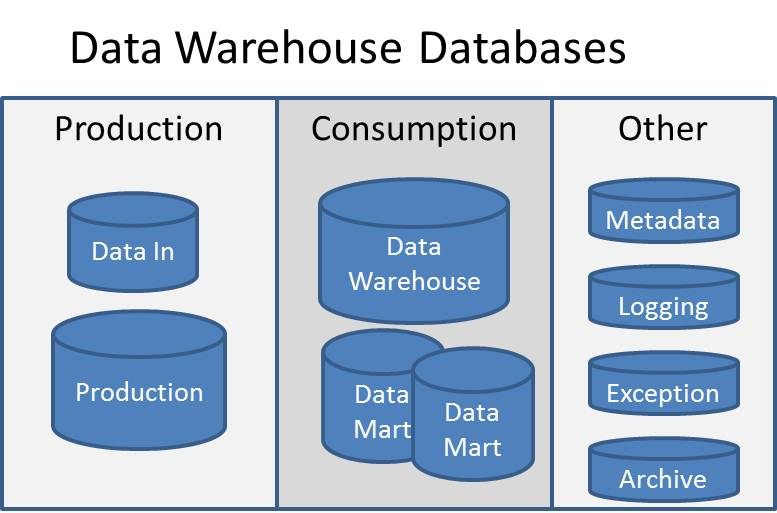 Data Warehouse Databases
Production
Data In
Production
Consumption
Data
Warehouse
Data
Mart
Data
Mart
Other
Metadata
Logging
Exception
Archive